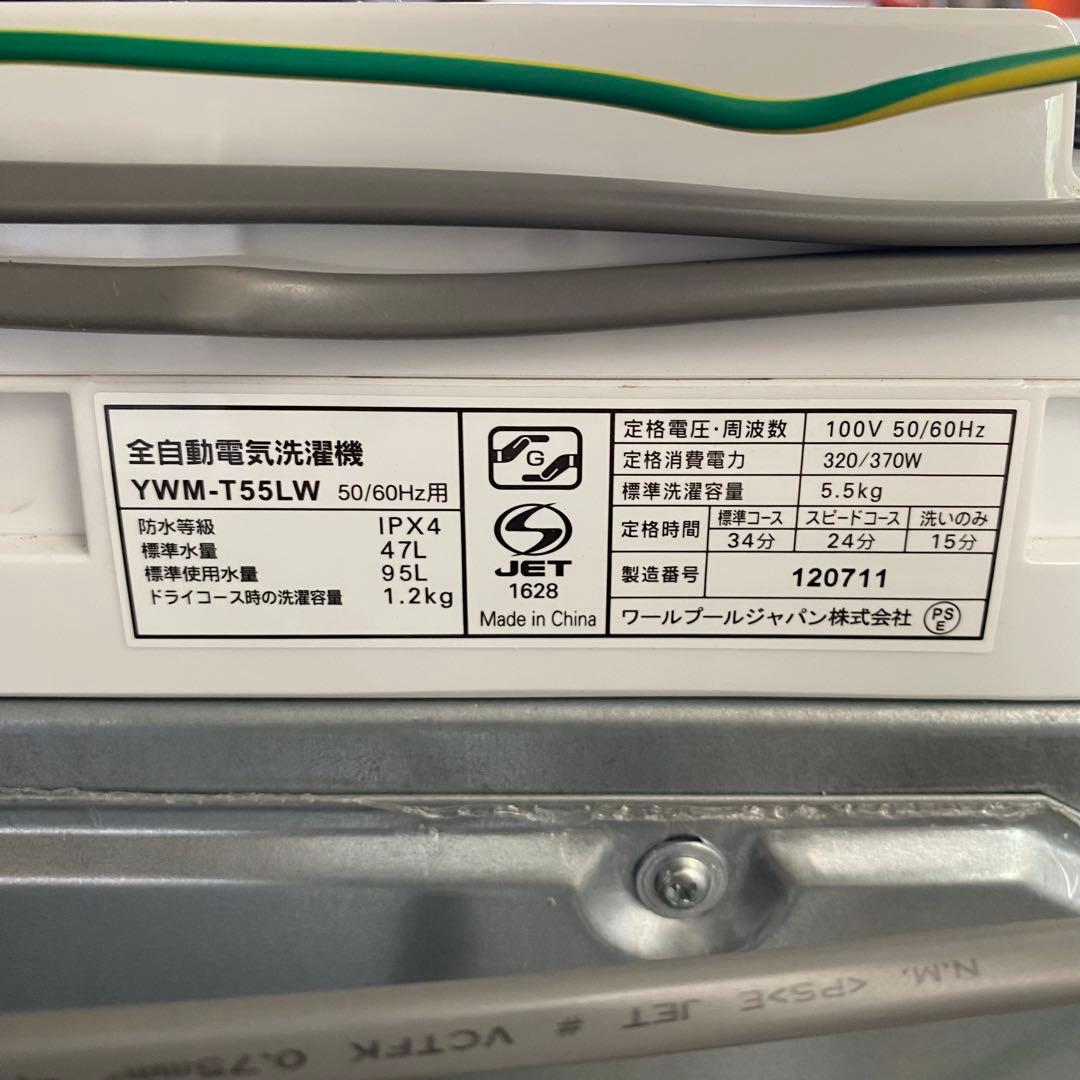 全自動電気洗濯機
YWM-T55LW 50/60Hz用
防水等級 IPX4
標準水量 47L
標準使用水量 95L
ドライコース時の洗濯容量 1.2kg
G
JET
1628
Made in China
定格電圧・周波数 100V 50/60Hz
定格消費電力 320/370W
標準洗濯容量 5.5kg
定格時間 標準コース スピードコース 洗いのみ
34分 24分 15分
製造番号 120711
ワールプールジャパン株式会社 PSE
N.M. <PS>E JET # VCTFK 0.75mm²